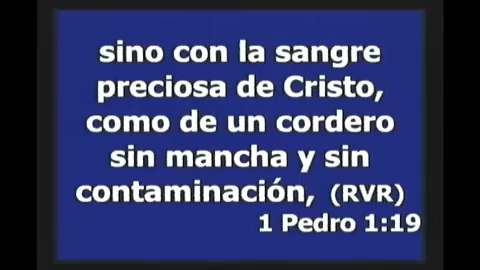 sino con la sangre
preciosa de Cristo,
como de un cordero
sin mancha y sin
contaminación, (RVR)
1 Pedro 1:19